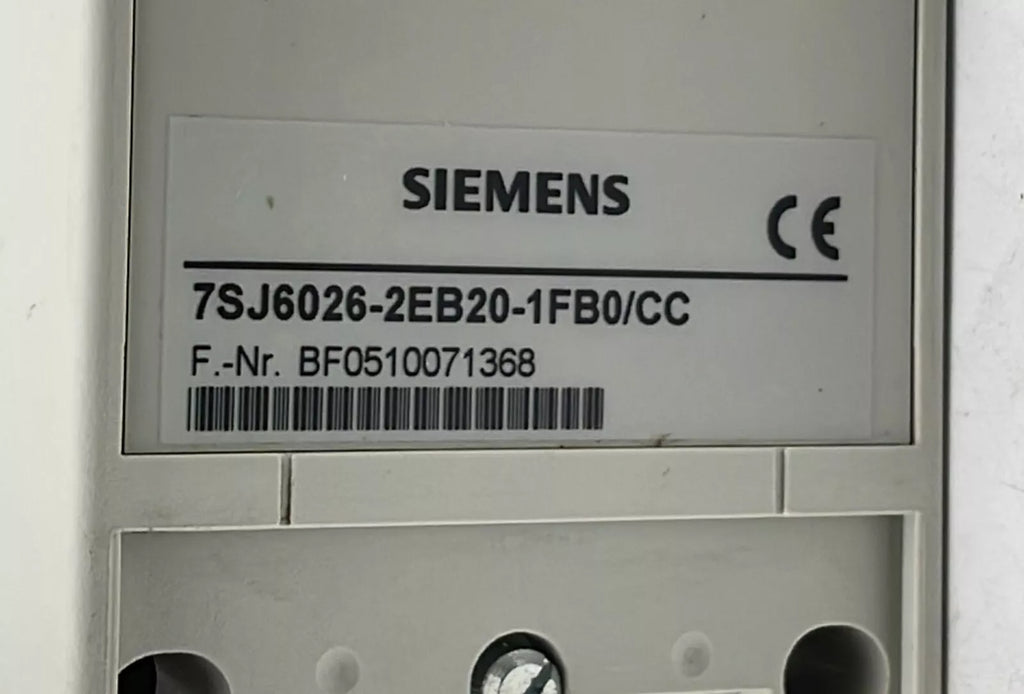 SIEMENS
CE
7SJ6026-2EB20-1FB0/CC
F.-Nr. BF0510071368